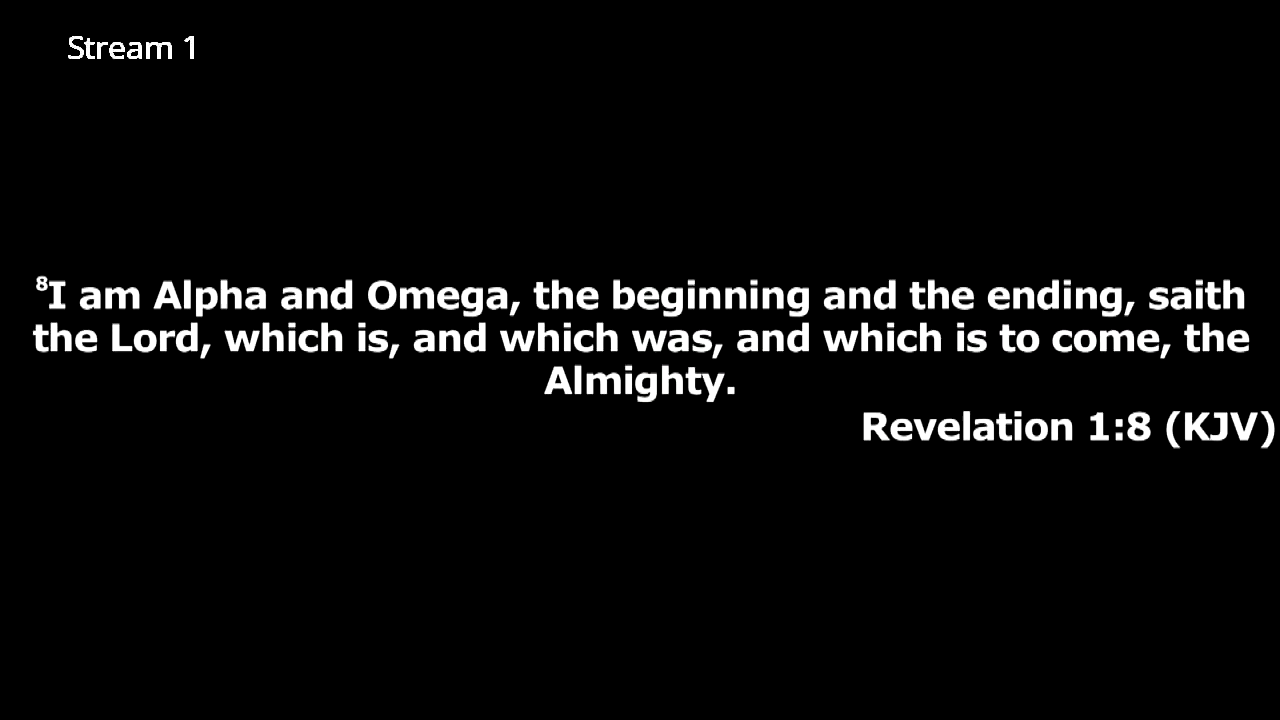 Stream 1
⁸I am Alpha and Omega, the beginning and the ending, saith
the Lord, which is, and which was, and which is to come, the
Almighty.
Revelation 1:8 (KJV)